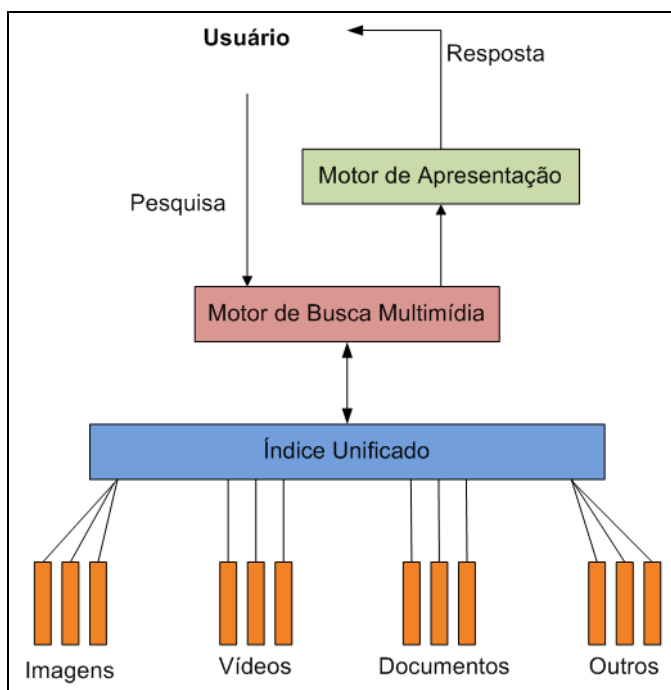 Usuário
Resposta
Motor de Apresentação
Pesquisa
Motor de Busca Multimídia
Índice Unificado
Imagens
Vídeos
Documentos
Outros